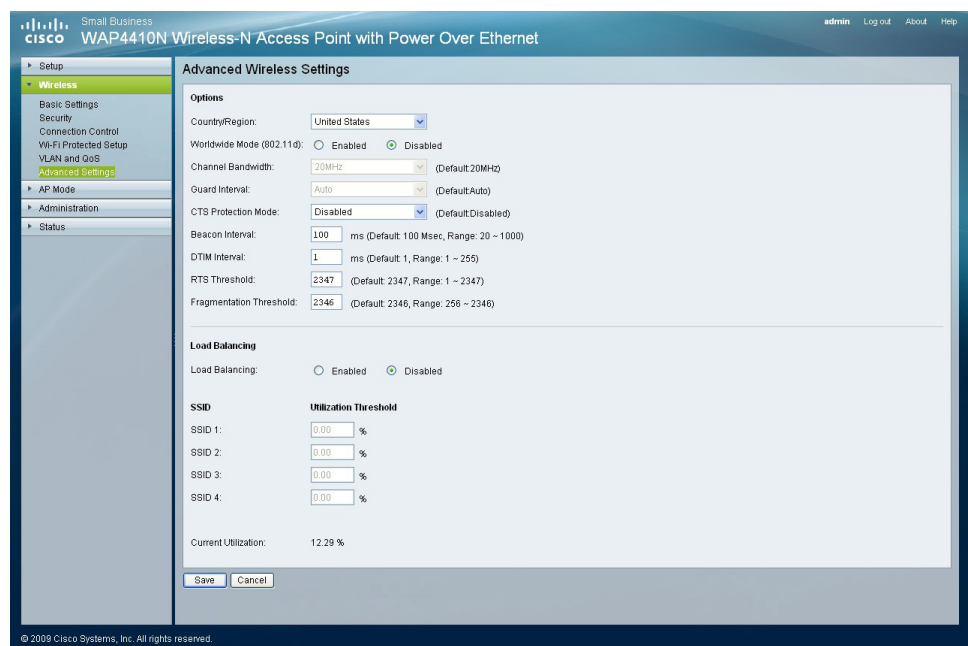 Small Business
CISCO WAP4410N Wireless-N Access Point with Power Over Ethernet
admin Log out About Help
Setup
Wireless
Basic Settings
Security
Connection Control
Wi-Fi Protected Setup
VLAN and QoS
Advanced Settings
AP Mode
Administration
Status
Advanced Wireless Settings
Options
Country/Region: United States
Worldwide Mode (802.11d): Enabled Disabled
Channel Bandwidth: 20MHz (Default:20MHz)
Guard Interval: Auto (Default:Auto)
CTS Protection Mode: Disabled (Default:Disabled)
Beacon Interval: 100 ms (Default: 100 Msec, Range: 20 ~ 1000)
DTIM Interval: 1 ms (Default: 1, Range: 1 ~ 255)
RTS Threshold: 2347 (Default: 2347, Range: 1 ~ 2347)
Fragmentation Threshold: 2346 (Default: 2346, Range: 256 ~ 2346)
Load Balancing
Load Balancing: Enabled Disabled
SSID Utilization Threshold
SSID 1: 0.00 %
SSID 2: 0.00 %
SSID 3: 0.00 %
SSID 4: 0.00 %
Current Utilization: 12.29 %
Save Cancel
© 2009 Cisco Systems, Inc. All rights reserved.